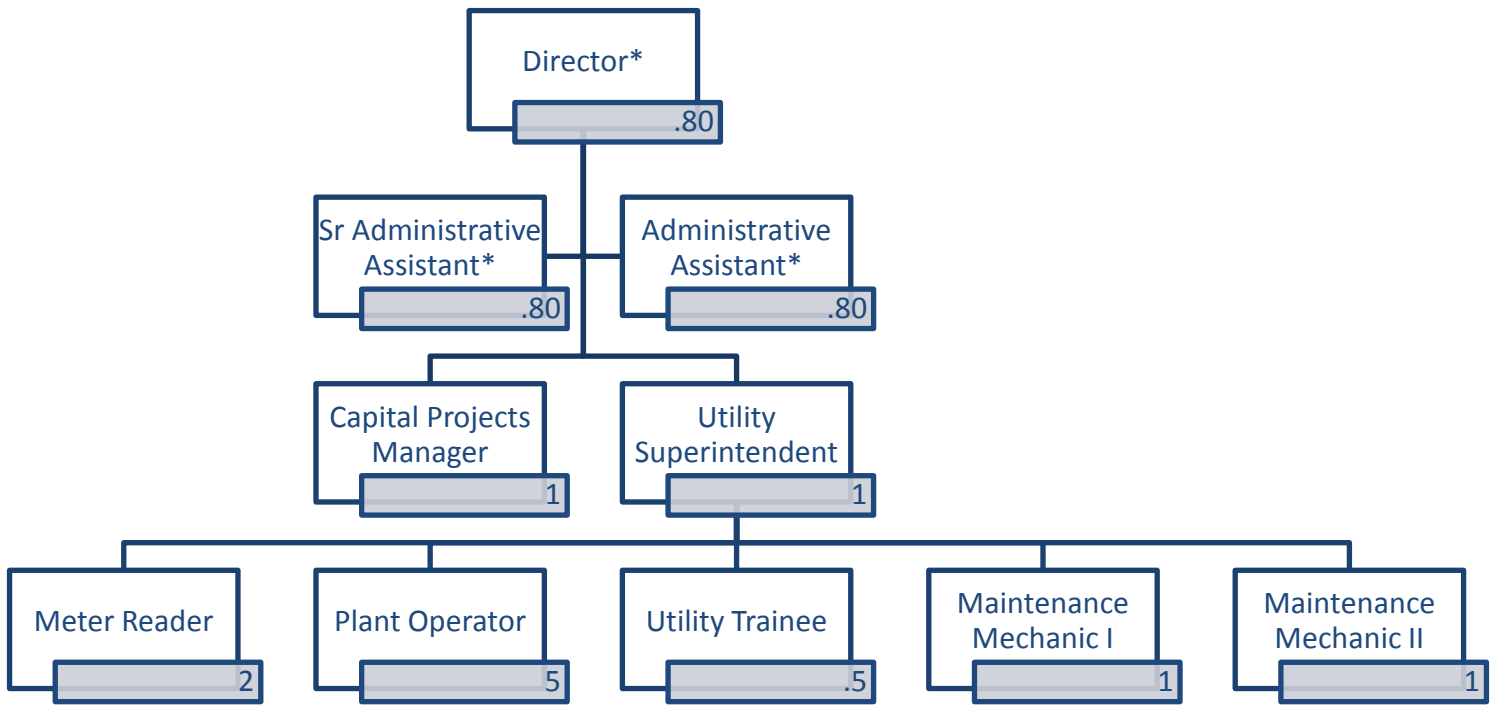 Director*
.80
Sr Administrative
Assistant*
.80
Administrative
Assistant*
.80
Capital Projects
Manager
1
Utility
Superintendent
1
Meter Reader
2
Plant Operator
5
Utility Trainee
.5
Maintenance
Mechanic I
1
Maintenance
Mechanic II
1